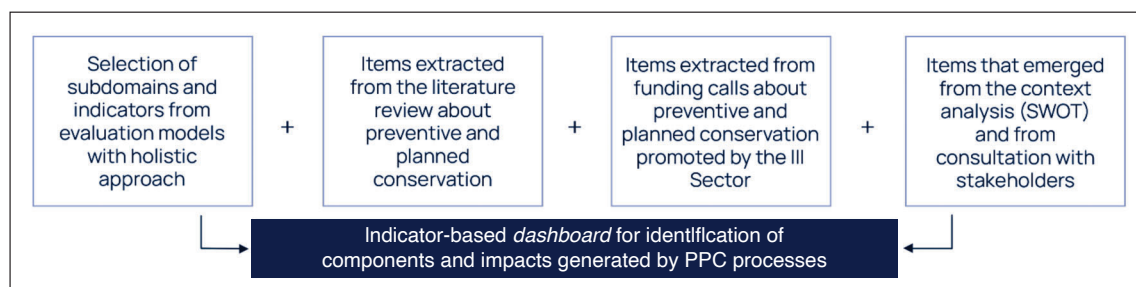 Selection of
subdomains and
indicators from
evaluation models
with holistic
approach
+
Items extracted
from the literature
review about
preventive and
planned
conservation
+
Items extracted from
funding calls about
preventive and
planned conservation
promoted by the III
Sector
+
Items that emerged
from the context
analysis (SWOT)
and from
consultation with
stakeholders
Indicator-based dashboard for identIfIcation of
components and impacts generated by PPC processes